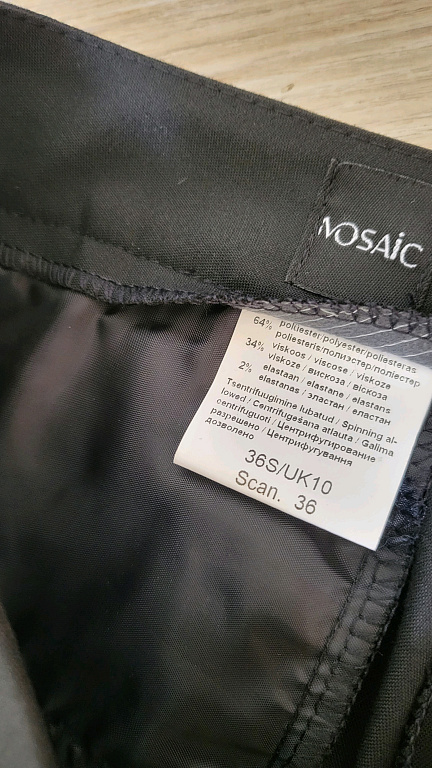 MOSAiC
64% polüester/polyester/poliesteras
poliesteris/полиэстер/поліестер
34% viskoos / viscose / viskoze
viskoze / вискоза / віскоза
2% elastaan / elastane / elastans
elastanas / эластан / еластан
Tsentrifuugimine lubatud / Spinning al-
lowed / Centrifugešana atļauta / Galima
centrifuguoti / Центрифугирование
разрешено / Центрифугування
дозволено
36S/UK10
Scan. 36